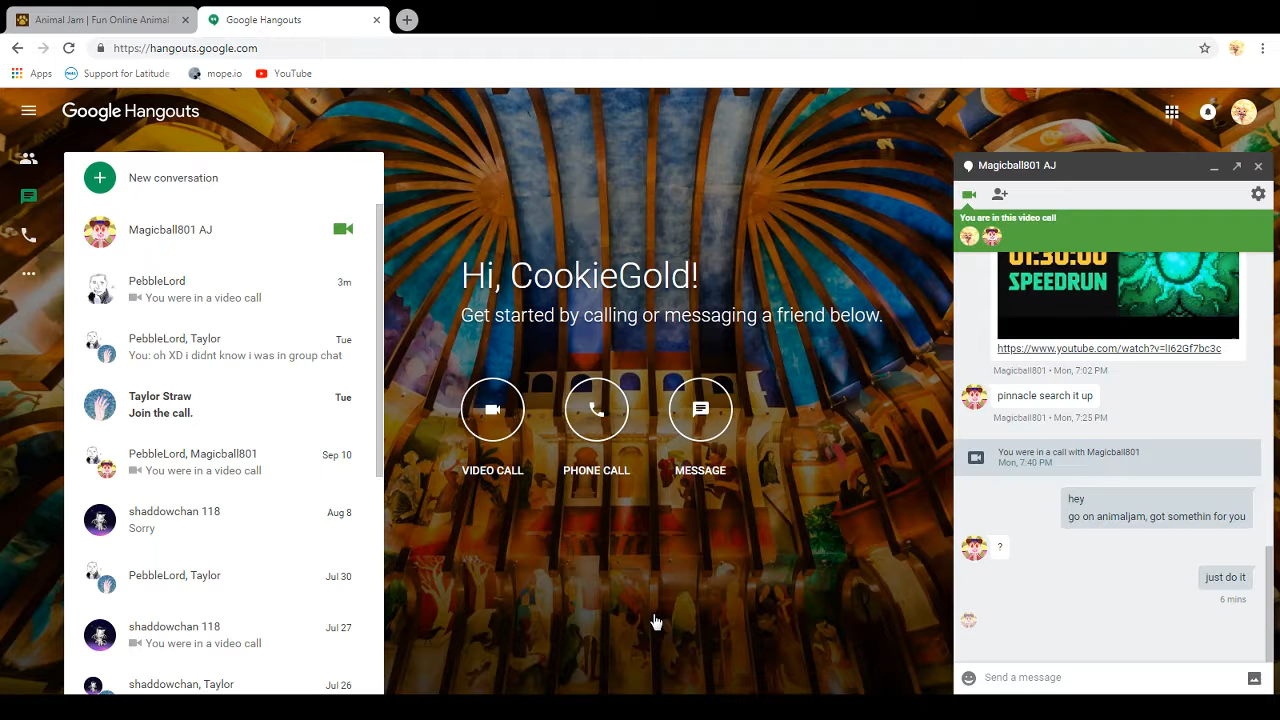 Animal Jam | Fun Online Animal
Google Hangouts
https://hangouts.google.com
Apps
Support for Latitude
mope.io
YouTube
Google Hangouts
New conversation
Magicball801 AJ
PebbleLord
3m
You were in a video call
PebbleLord, Taylor
Tue
You: oh XD i didnt know i was in group chat
Taylor Straw
Tue
Join the call.
PebbleLord, Magicball801
Sep 10
You were in a video call
shaddowchan 118
Aug 8
Sorry
PebbleLord, Taylor
Jul 30
shaddowchan 118
Jul 27
You were in a video call
shaddowchan, Taylor
Jul 26
Hi, CookieGold!
Get started by calling or messaging a friend below.
VIDEO CALL
PHONE CALL
MESSAGE
Magicball801 AJ
You are in this video call
01:30:00
SPEEDRUN
https://www.youtube.com/watch?v=lI62Gf7bc3c
Magicball801 • Mon, 7:02 PM
pinnacle search it up
Magicball801 • Mon, 7:25 PM
You were in a call with Magicball801
Mon, 7:40 PM
hey
go on animaljam, got somethin for you
?
just do it
6 mins
Send a message